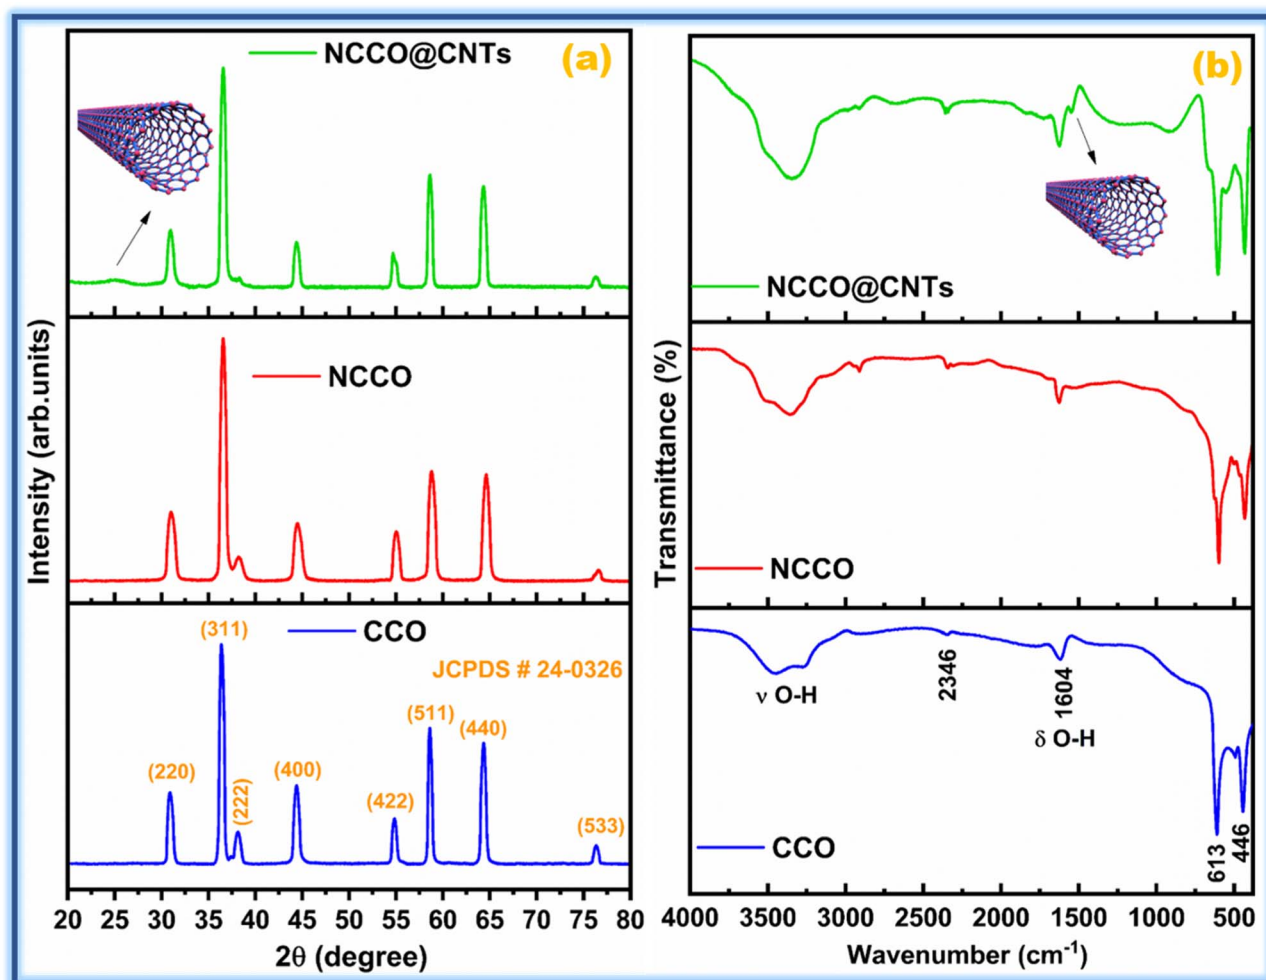 NCCO@CNTs
(a)
NCCO
CCO
JCPDS # 24-0326
(220)
(311)
(222)
(400)
(422)
(511)
(440)
(533)
20 25 30 35 40 45 50 55 60 65 70 75 80
2θ (degree)
Intensity (arb.units)
(b)
NCCO@CNTs
NCCO
CCO
ν O-H
2346
1604
δ O-H
613
446
4000 3500 3000 2500 2000 1500 1000 500
Wavenumber (cm⁻¹)
Transmittance (%)